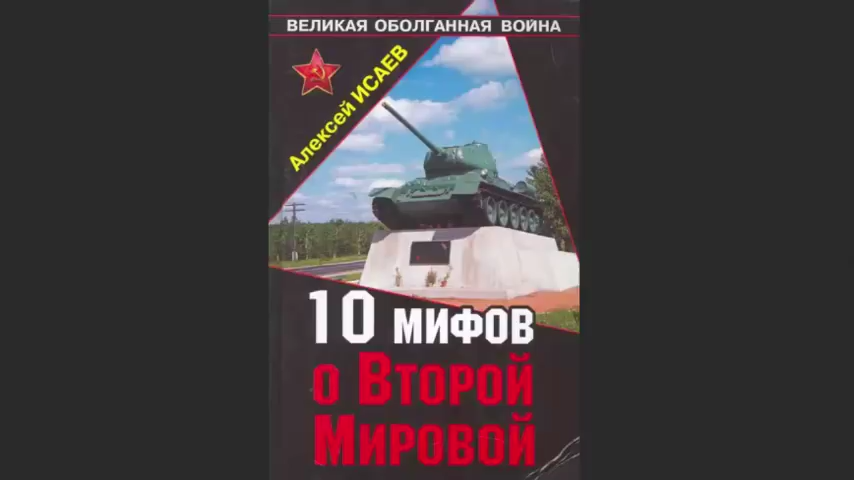 ВЕЛИКАЯ ОБОЛГАННАЯ ВОЙНА
Алексей ИСАЕВ
10 МИФОВ
О ВТОРОЙ
МИРОВОЙ